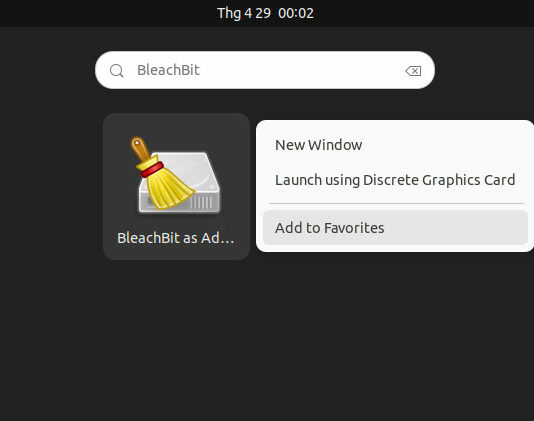 Thg 4 29 00:02
BleachBit
New Window
Launch using Discrete Graphics Card
Add to Favorites
BleachBit as Ad...